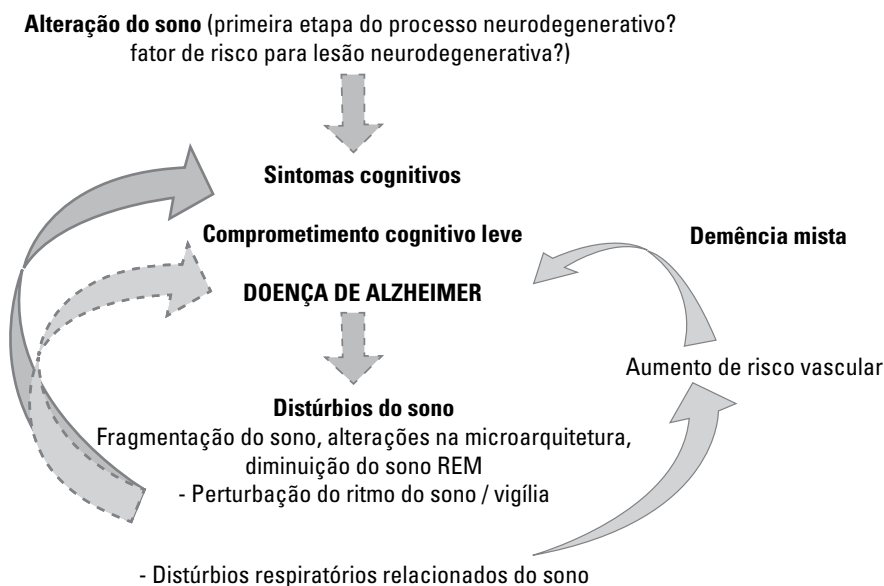 Alteração do sono (primeira etapa do processo neurodegenerativo?
fator de risco para lesão neurodegenerativa?)
Sintomas cognitivos
Comprometimento cognitivo leve
Demência mista
DOENÇA DE ALZHEIMER
Aumento de risco vascular
Distúrbios do sono
Fragmentação do sono, alterações na microarquitetura,
diminuição do sono REM
- Perturbação do ritmo do sono / vigília
- Distúrbios respiratórios relacionados do sono